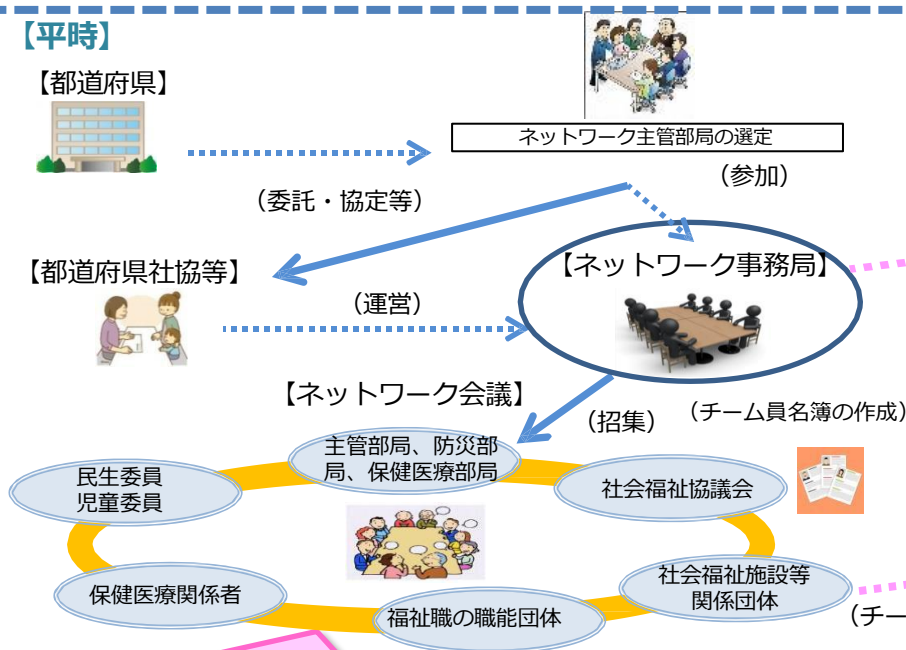 【平時】
【都道府県】
ネットワーク主管部局の選定
（参加）
（委託・協定等）
【都道府県社協等】
【ネットワーク事務局】
（運営）
【ネットワーク会議】
（招集）
（チーム員名簿の作成）
主管部局、防災部
局、保健医療部局
民生委員
児童委員
社会福祉協議会
保健医療関係者
福祉職の職能団体
社会福祉施設等
関係団体
（チー